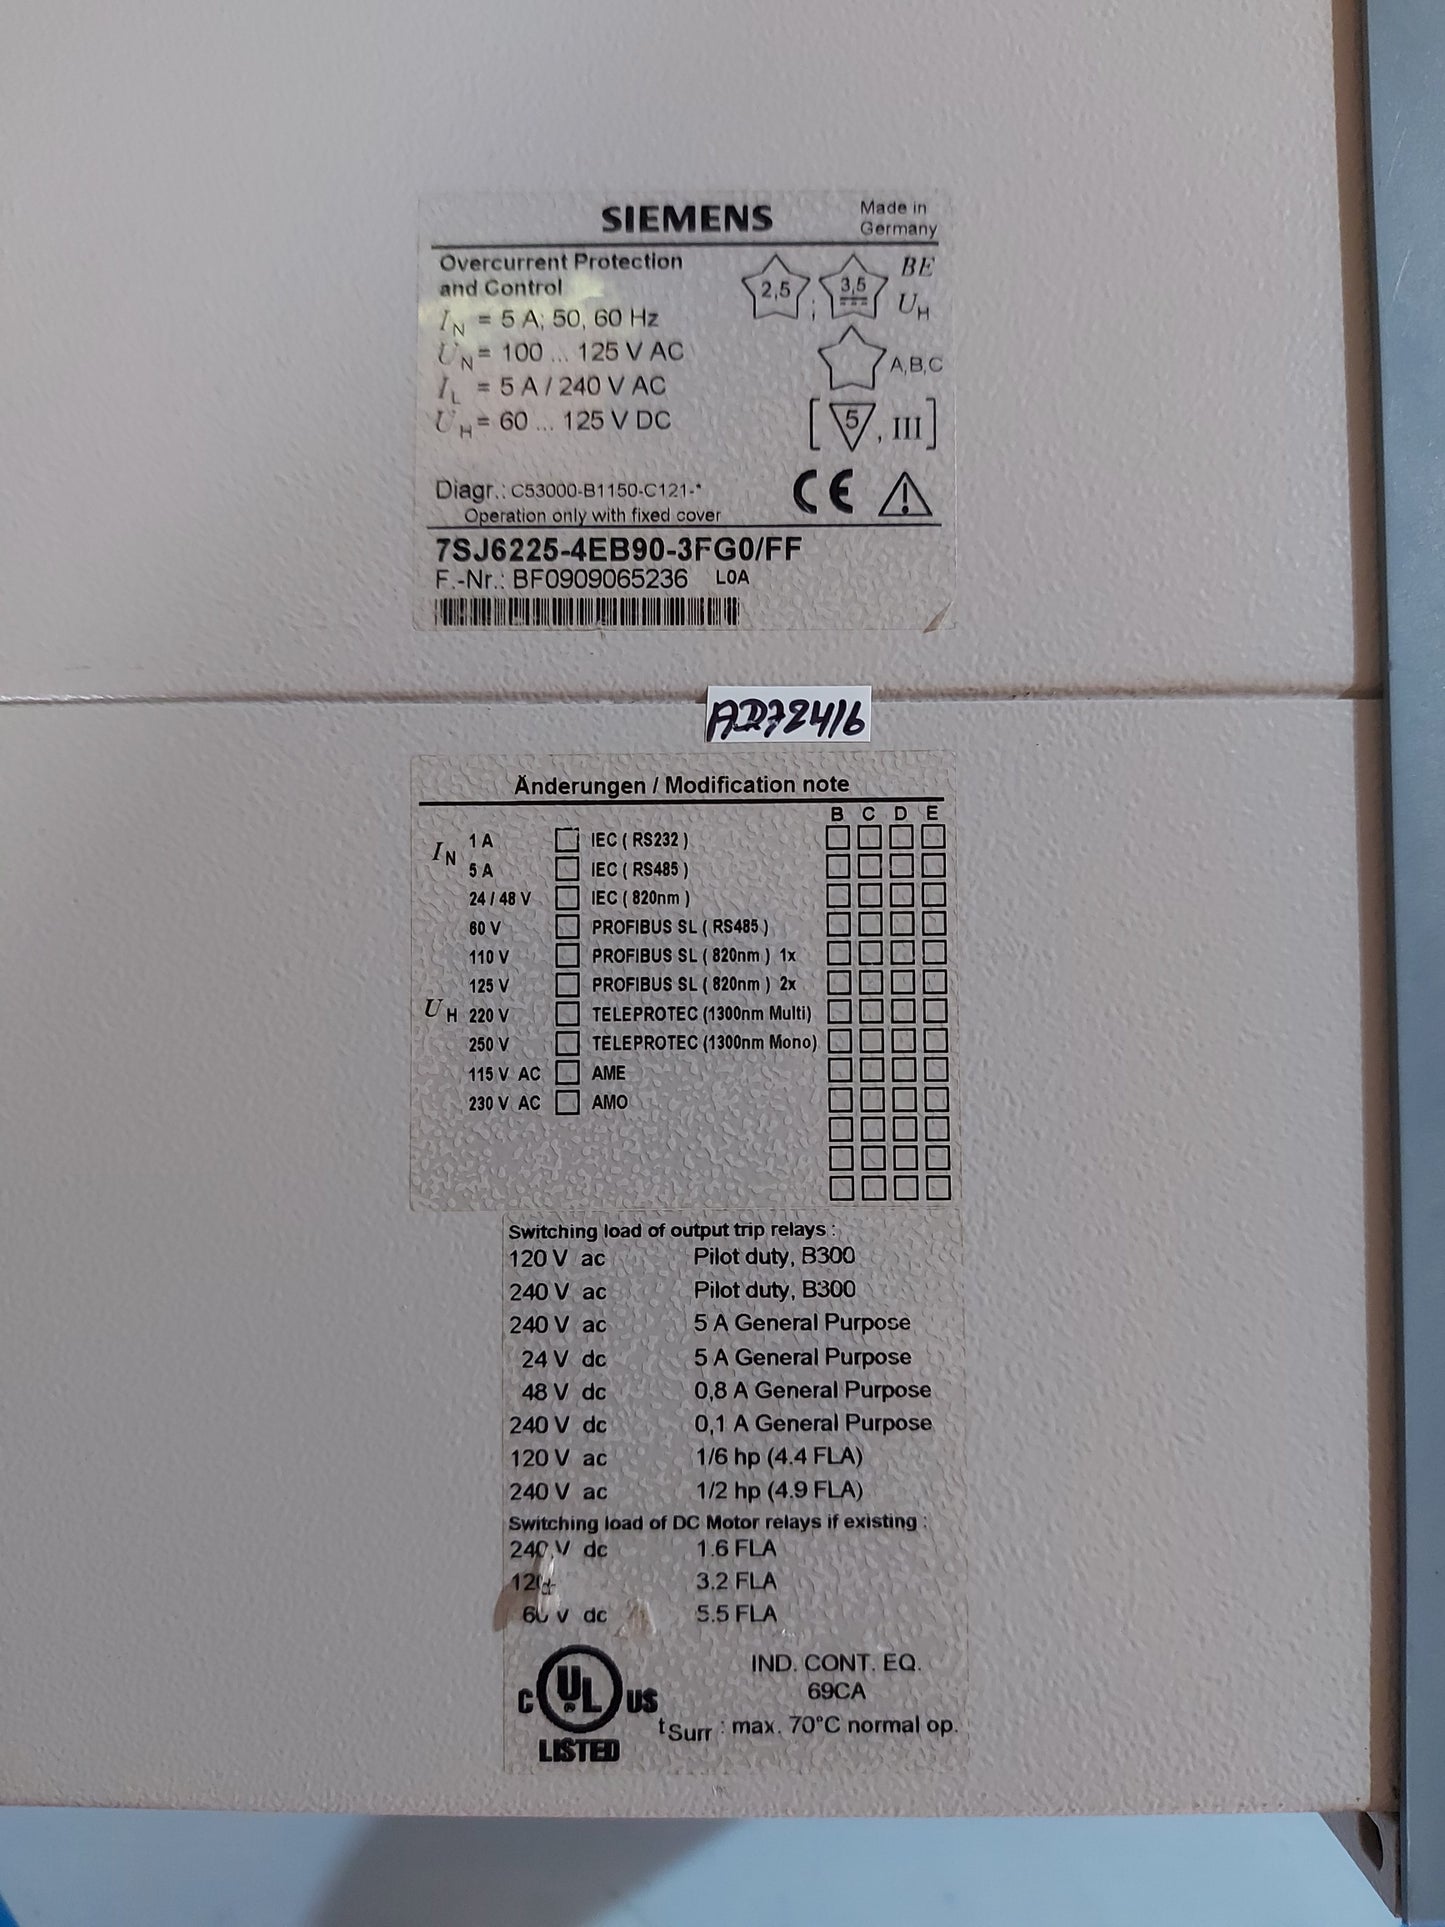 SIEMENS
Made in
Germany
Overcurrent Protection
and Control
IN = 5 A; 50, 60 Hz
UN = 100 ... 125 V AC
IL = 5 A / 240 V AC
UH = 60 ... 125 V DC
2,5 ; 3,5 BE
UH
A,B,C
[ 5 , III ]
Diagr.: C53000-B1150-C121-*
Operation only with fixed cover
CE
7SJ6225-4EB90-3FG0/FF
F.-Nr.: BF0909065236 L0A
Änderungen / Modification note
B C D E
IN
1 A IEC ( RS232 )
5 A IEC ( RS485 )
24 / 48 V IEC ( 820nm )
60 V PROFIBUS SL ( RS485 )
110 V PROFIBUS SL ( 820nm ) 1x
125 V PROFIBUS SL ( 820nm ) 2x
UH 220 V TELEPROTEC (1300nm Multi)
250 V TELEPROTEC (1300nm Mono)
115 V AC AME
230 V AC AMO
Switching load of output trip relays :
120 V ac Pilot duty, B300
240 V ac Pilot duty, B300
240 V ac 5 A General Purpose
24 V dc 5 A General Purpose
48 V dc 0,8 A General Purpose
240 V dc 0,1 A General Purpose
120 V ac 1/6 hp (4.4 FLA)
240 V ac 1/2 hp (4.9 FLA)
Switching load of DC Motor relays if existing :
240 V dc 1.6 FLA
3.2 FLA
60 V dc 5.5 FLA
C UL US
LISTED
IND. CONT. EQ.
69CA
tSurr : max. 70°C normal op.